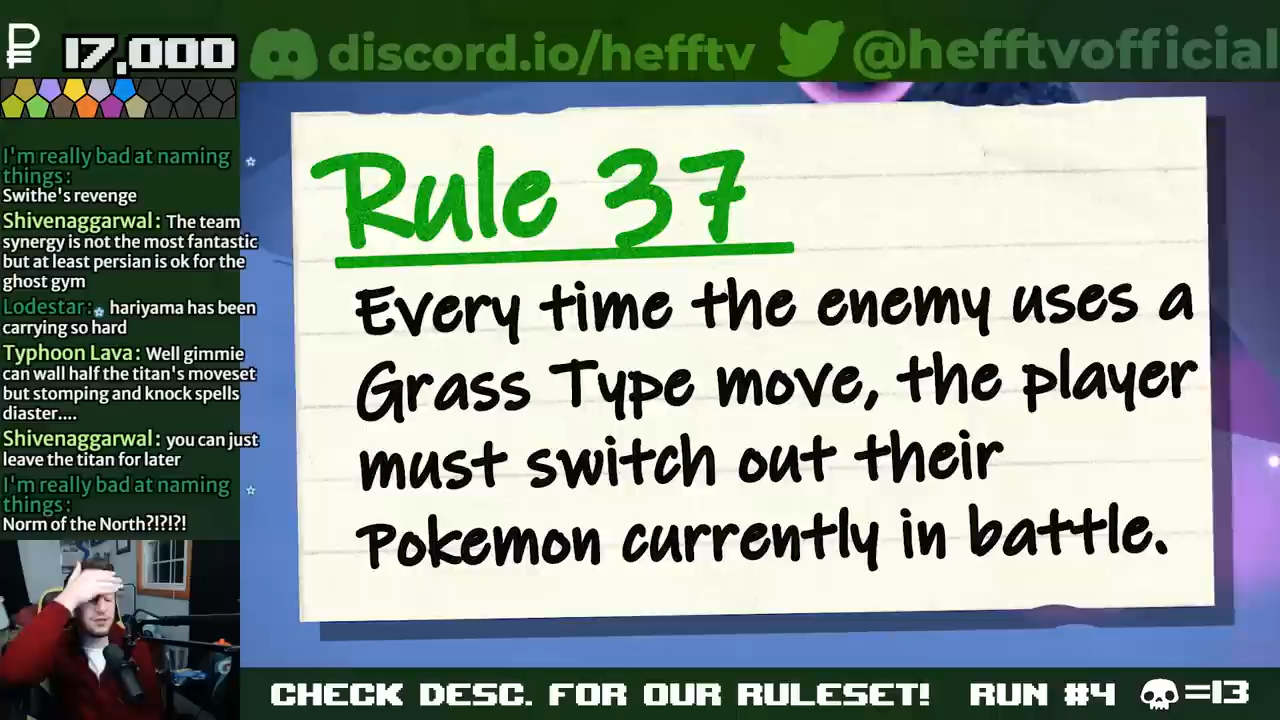 ₽ 17,000
discord.io/hefftv
@hefftvofficial
I'm really bad at naming
things:
Swithe's revenge
Shivenaggarwal: The team
synergy is not the most fantastic
but at least persian is ok for the
ghost gym
Lodestar: hariyama has been
carrying so hard
Typhoon Lava: Well gimmie
can wall half the titan's moveset
but stomping and knock spells
diaster....
Shivenaggarwal: you can just
leave the titan for later
I'm really bad at naming
things:
Norm of the North?!?!?!
Rule 37
Every time the enemy uses a
Grass Type move, the player
must switch out their
Pokemon currently in battle.
CHECK DESC. FOR OUR RULESET! RUN #4 =13